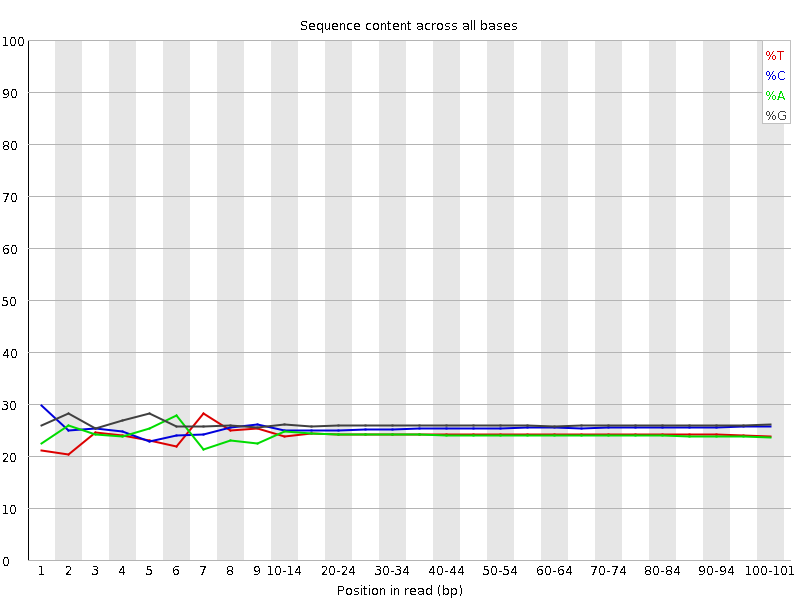 Sequence content across all bases
100
90
80
70
60
50
40
30
20
10
0
%T
%C
%A
%G
1 2 3 4 5 6 7 8 9 10-14 20-24 30-34 40-44 50-54 60-64 70-74 80-84 90-94 100-101
Position in read (bp)